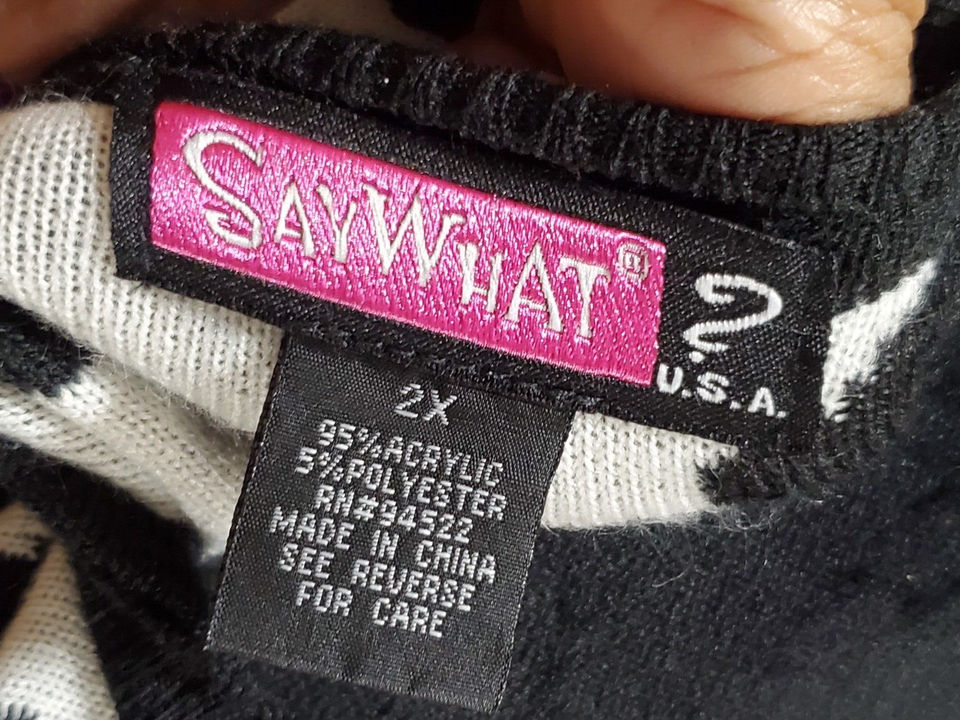 SAYWHAT®
?
U.S.A.
2X
95%ACRYLIC
5%POLYESTER
RN#94522
MADE IN CHINA
SEE REVERSE
FOR CARE